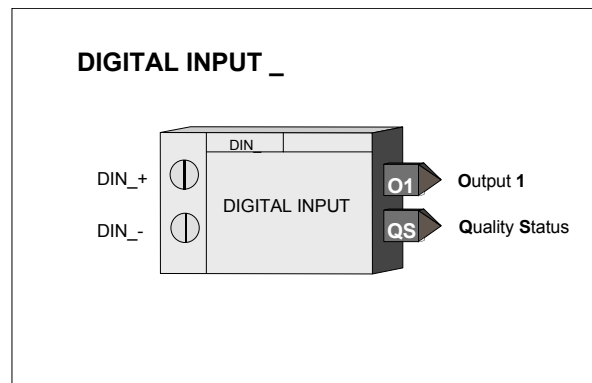 DIGITAL INPUT _
DIN_
DIN_+
O1
Output 1
DIGITAL INPUT
DIN_-
QS
Quality Status